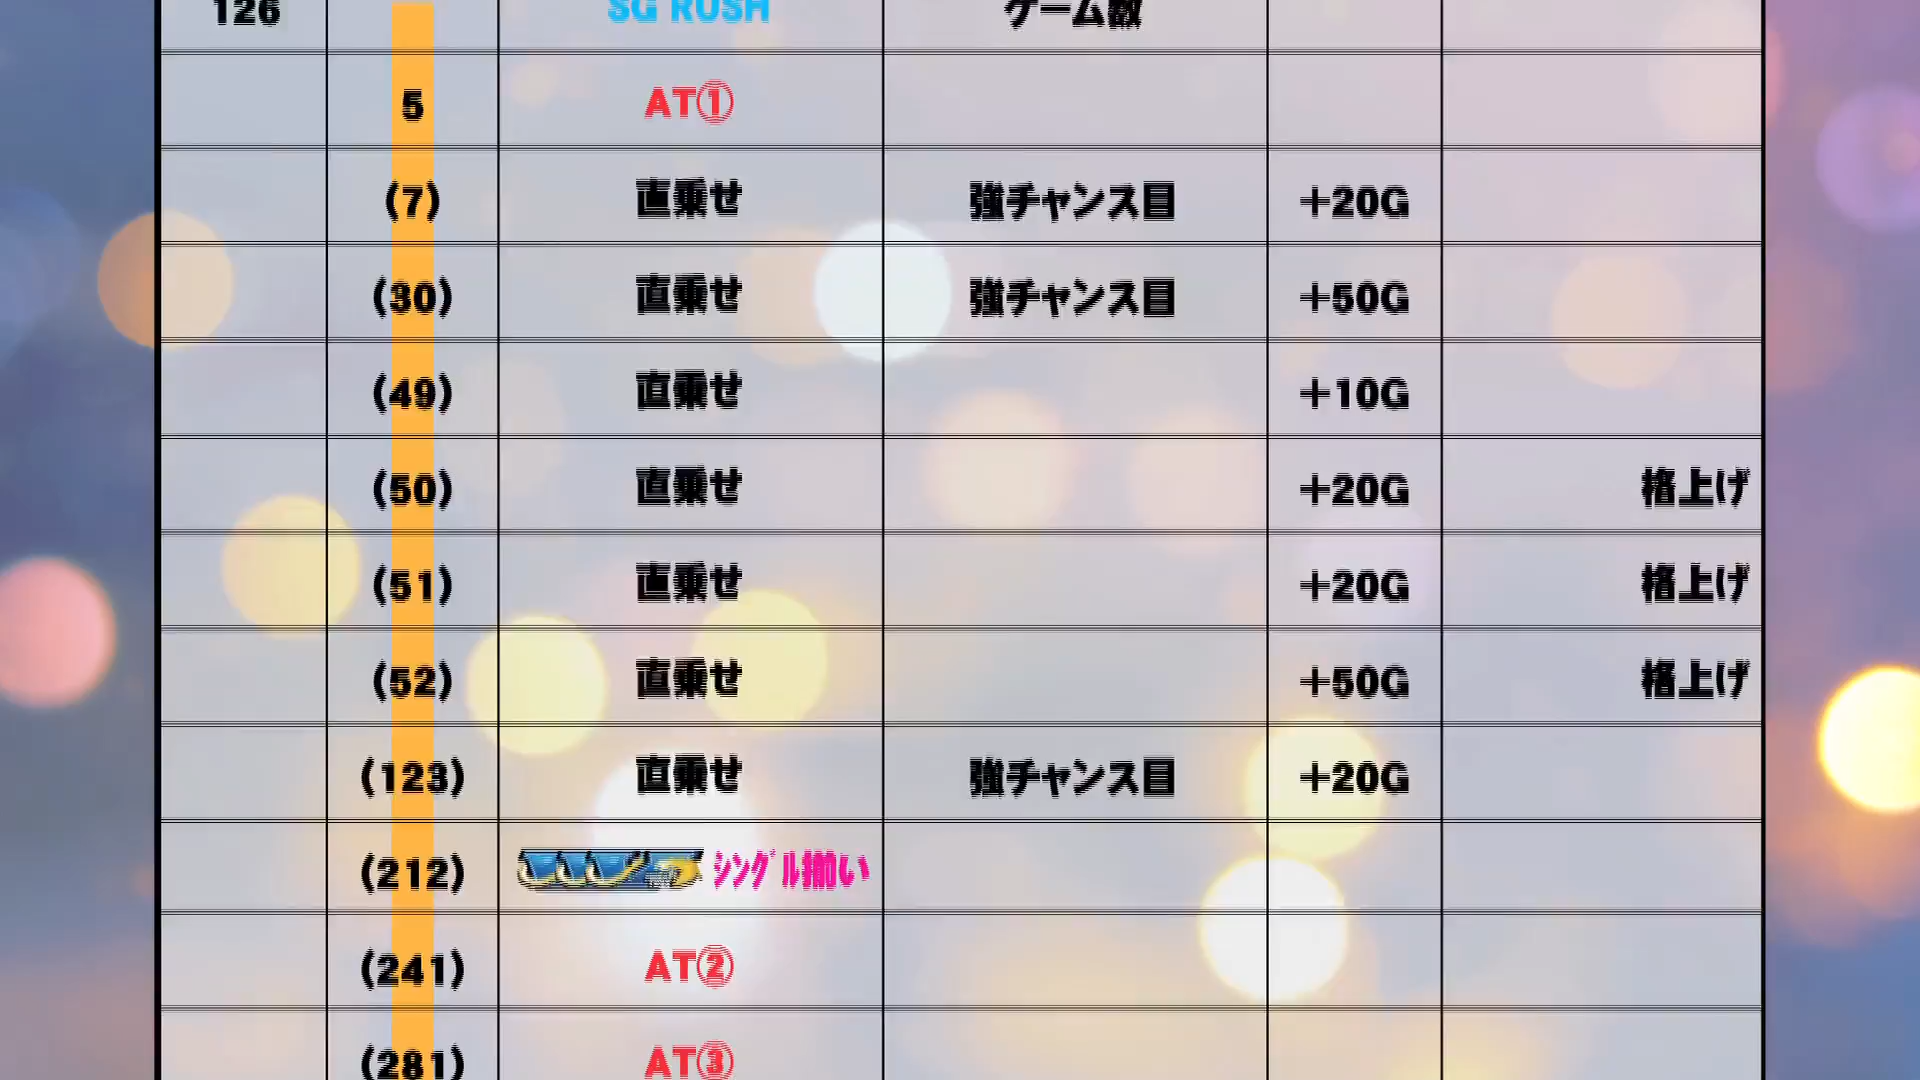 126 SG RUSH ゲーム数
5 AT①
(7) 直乗せ 強チャンス目 +20G
(30) 直乗せ 強チャンス目 +50G
(49) 直乗せ +10G
(50) 直乗せ +20G 格上げ
(51) 直乗せ +20G 格上げ
(52) 直乗せ +50G 格上げ
(123) 直乗せ 強チャンス目 +20G
(212) ｼﾝｸﾞﾙ揃い
(241) AT②
(281) AT③